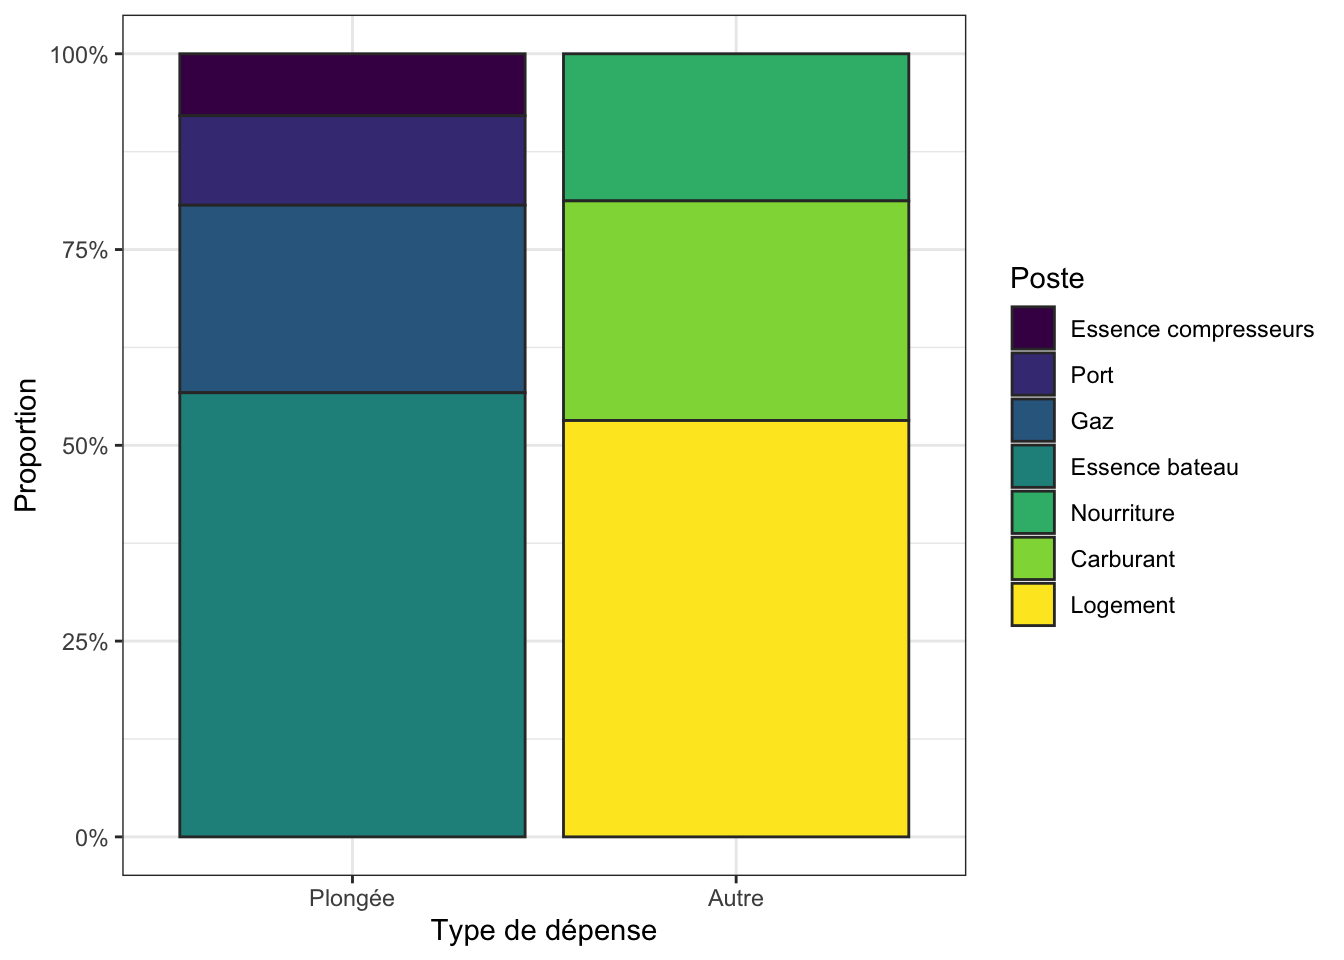 100%
75%
50%
25%
0%
Proportion
Plongée
Autre
Type de dépense
Poste
Essence compresseurs
Port
Gaz
Essence bateau
Nourriture
Carburant
Logement